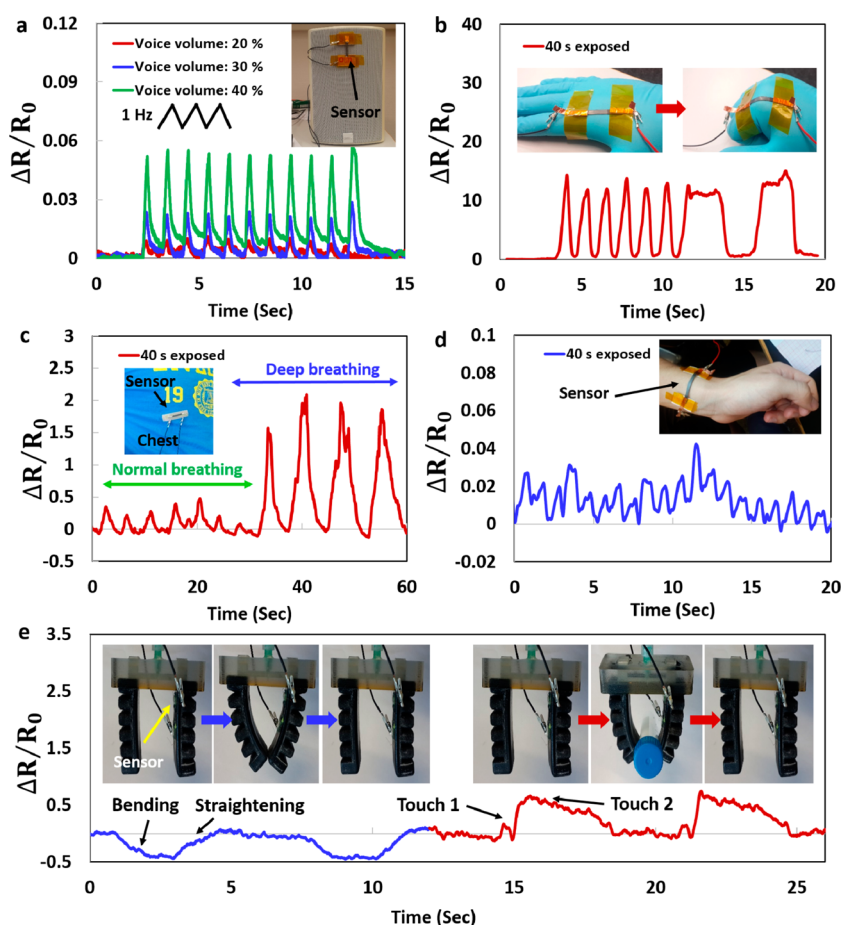 a
0.12
0.09
0.06
0.03
0
ΔR/R0
Voice volume: 20 %
Voice volume: 30 %
Voice volume: 40 %
1 Hz
Sensor
0 5 10 15
Time (Sec)
b
40
30
20
10
0
ΔR/R0
40 s exposed
0 5 10 15 20
Time (Sec)
c
3
2.5
2
1.5
1
0.5
0
-0.5
ΔR/R0
40 s exposed
Sensor
19
Chest
Deep breathing
Normal breathing
0 20 40 60
Time (Sec)
d
0.1
0.08
0.06
0.04
0.02
0
-0.02
ΔR/R0
40 s exposed
Sensor
0 5 10 15 20
Time (Sec)
e
3.5
2.5
1.5
0.5
-0.5
ΔR/R0
Sensor
Bending
Straightening
Touch 1
Touch 2
0 5 10 15 20 25
Time (Sec)